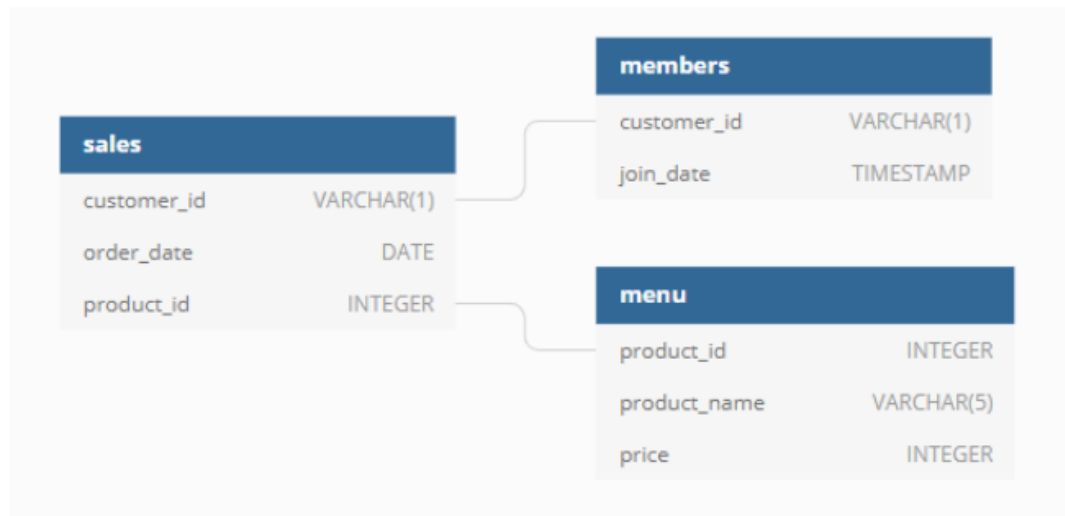 sales
customer_id VARCHAR(1)
order_date DATE
product_id INTEGER
members
customer_id VARCHAR(1)
join_date TIMESTAMP
menu
product_id INTEGER
product_name VARCHAR(5)
price INTEGER